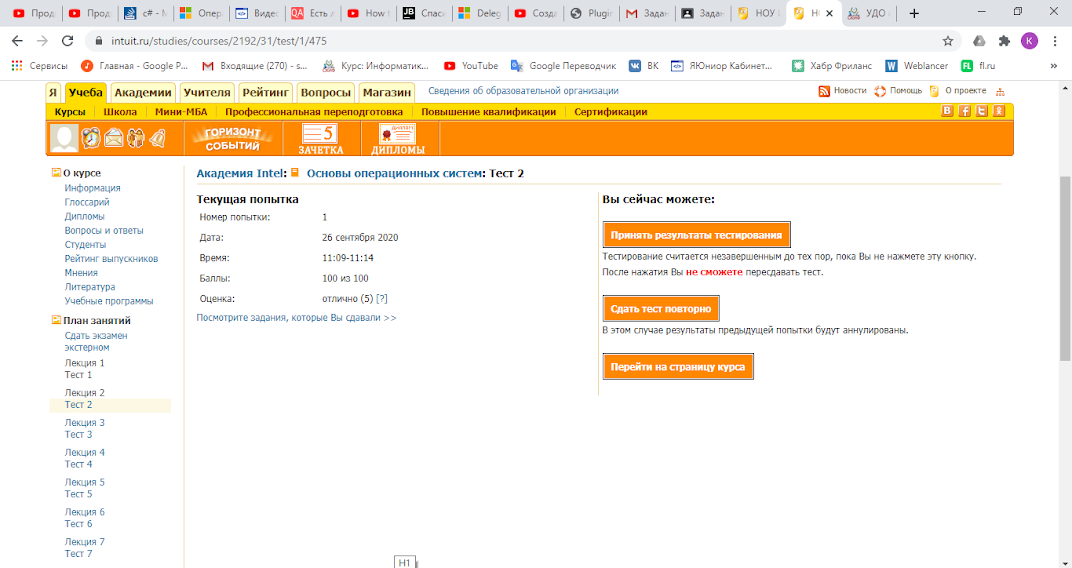 Прод
Прод
c# - М
Опер
Видес
QA Есть
How t
JB Спас
Deleg
Созда
Plugin
Задан
Задан
НОУ
УДО
intuit.ru/studies/courses/2192/31/test/1/475
К
Сервисы
Главная - Google P...
Входящие (270) - s...
Курс: Информатик...
YouTube
Google Переводчик
ВК
ЯЮниор Кабинет...
Хабр Фриланс
W Weblancer
FL fl.ru
»
Я
Учеба
Академии
Учителя
Рейтинг
Вопросы
Магазин
Сведения об образовательной организации
Новости
Помощь
О проекте
Курсы
Школа
Мини-МБА
Профессиональная переподготовка
Повышение квалификации
Сертификации
ГОРИЗОНТ
СОБЫТИЙ
5
ЗАЧЕТКА
ДИПЛОМЫ
О курсе
Информация
Глоссарий
Дипломы
Вопросы и ответы
Студенты
Рейтинг выпускников
Мнения
Литература
Учебные программы
План занятий
Сдать экзамен
экстерном
Лекция 1
Тест 1
Лекция 2
Тест 2
Лекция 3
Тест 3
Лекция 4
Тест 4
Лекция 5
Тест 5
Лекция 6
Тест 6
Лекция 7
Тест 7
Академия Intel: Основы операционных систем: Тест 2
Текущая попытка
Номер попытки: 1
Дата: 26 сентября 2020
Время: 11:09-11:14
Баллы: 100 из 100
Оценка: отлично (5) [?]
Посмотрите задания, которые Вы сдавали >>
Вы сейчас можете:
Принять результаты тестирования
Тестирование считается незавершенным до тех пор, пока Вы не нажмете эту кнопку.
После нажатия Вы не сможете пересдавать тест.
Сдать тест повторно
В этом случае результаты предыдущей попытки будут аннулированы.
Перейти на страницу курса
H1